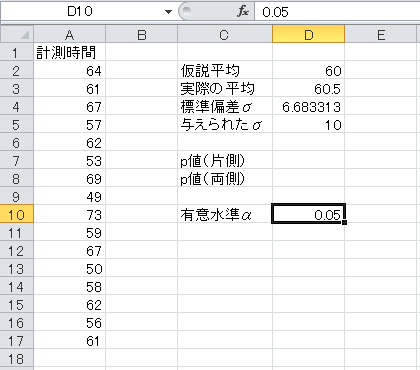 D10 fx 0.05
A B C D E
1 計測時間
2 64 仮説平均 60
3 61 実際の平均 60.5
4 67 標準偏差σ 6.683313
5 57 与えられたσ 10
6 62
7 53 p値(片側)
8 69 p値(両側)
9 49
10 73 有意水準α 0.05
11 59
12 67
13 50
14 58
15 62
16 56
17 61
18